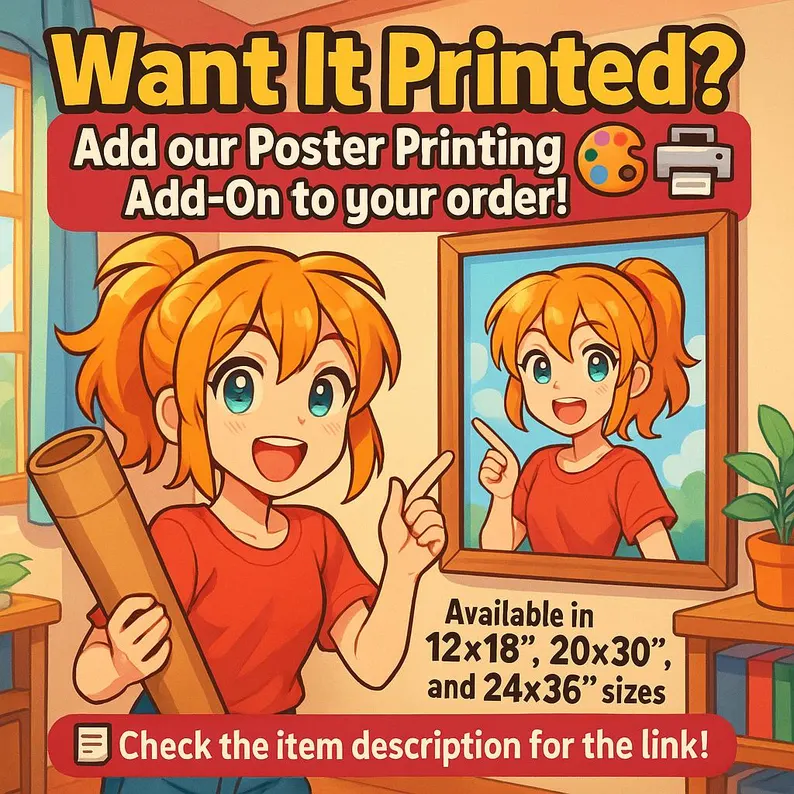 Want It Printed?
Add our Poster Printing
Add-On to your order!
Available in
12x18”, 20x30”,
and 24x36” sizes
Check the item description for the link!